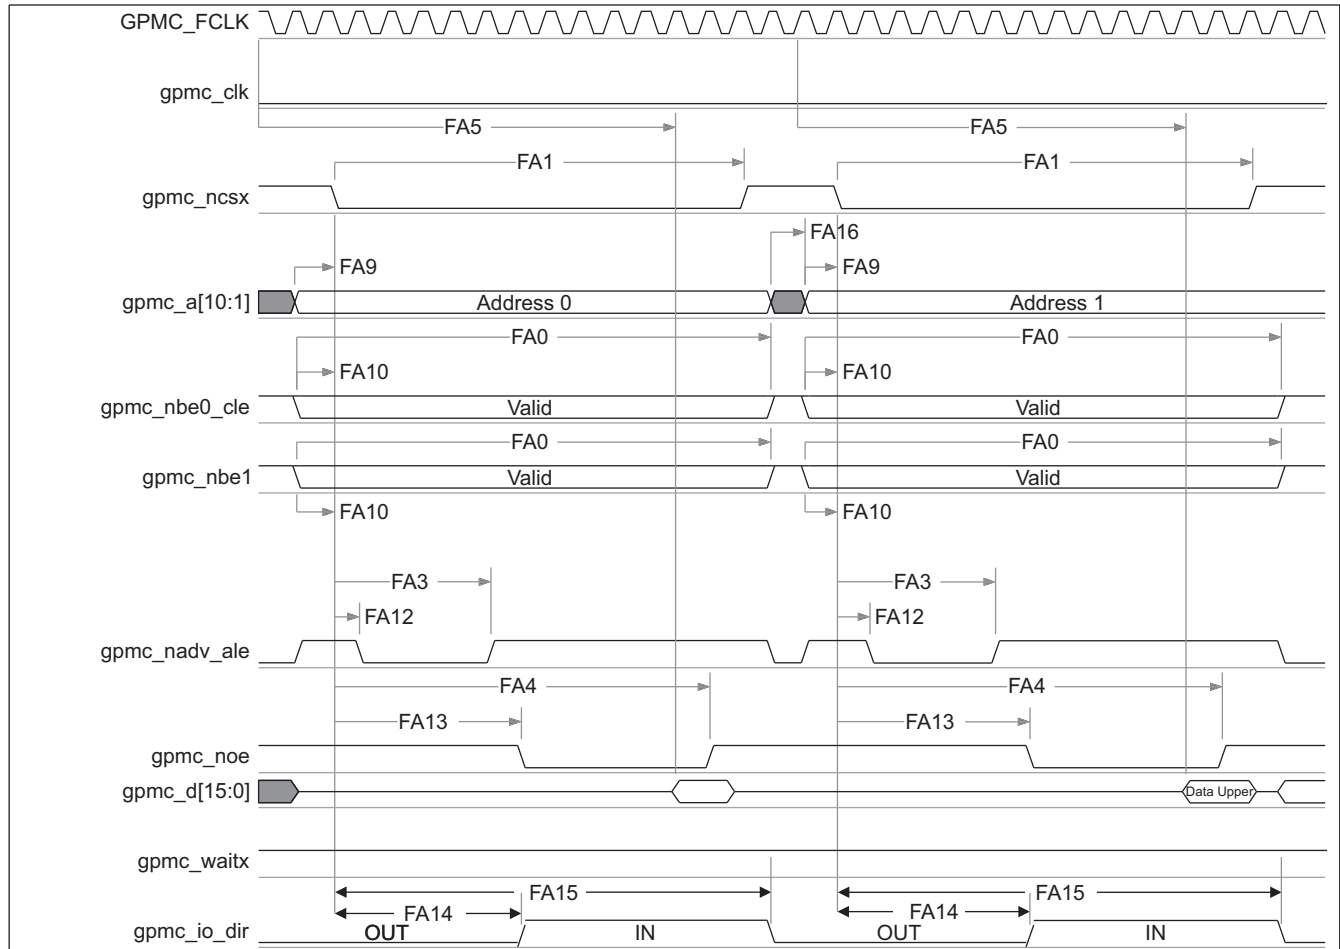 GPMC_FCLK
gpmc_clk
FA5 FA5
FA1 FA1
gpmc_ncsx
FA16
FA9 FA9
gpmc_a[10:1] Address 0 Address 1
FA0 FA0
FA10 FA10
gpmc_nbe0_cle Valid Valid
FA0 FA0
gpmc_nbe1 Valid Valid
FA10 FA10
FA3 FA3
FA12 FA12
gpmc_nadv_ale
FA4 FA4
FA13 FA13
gpmc_noe
gpmc_d[15:0] Data Upper
gpmc_waitx
FA15 FA15
FA14 FA14
gpmc_io_dir OUT IN OUT IN